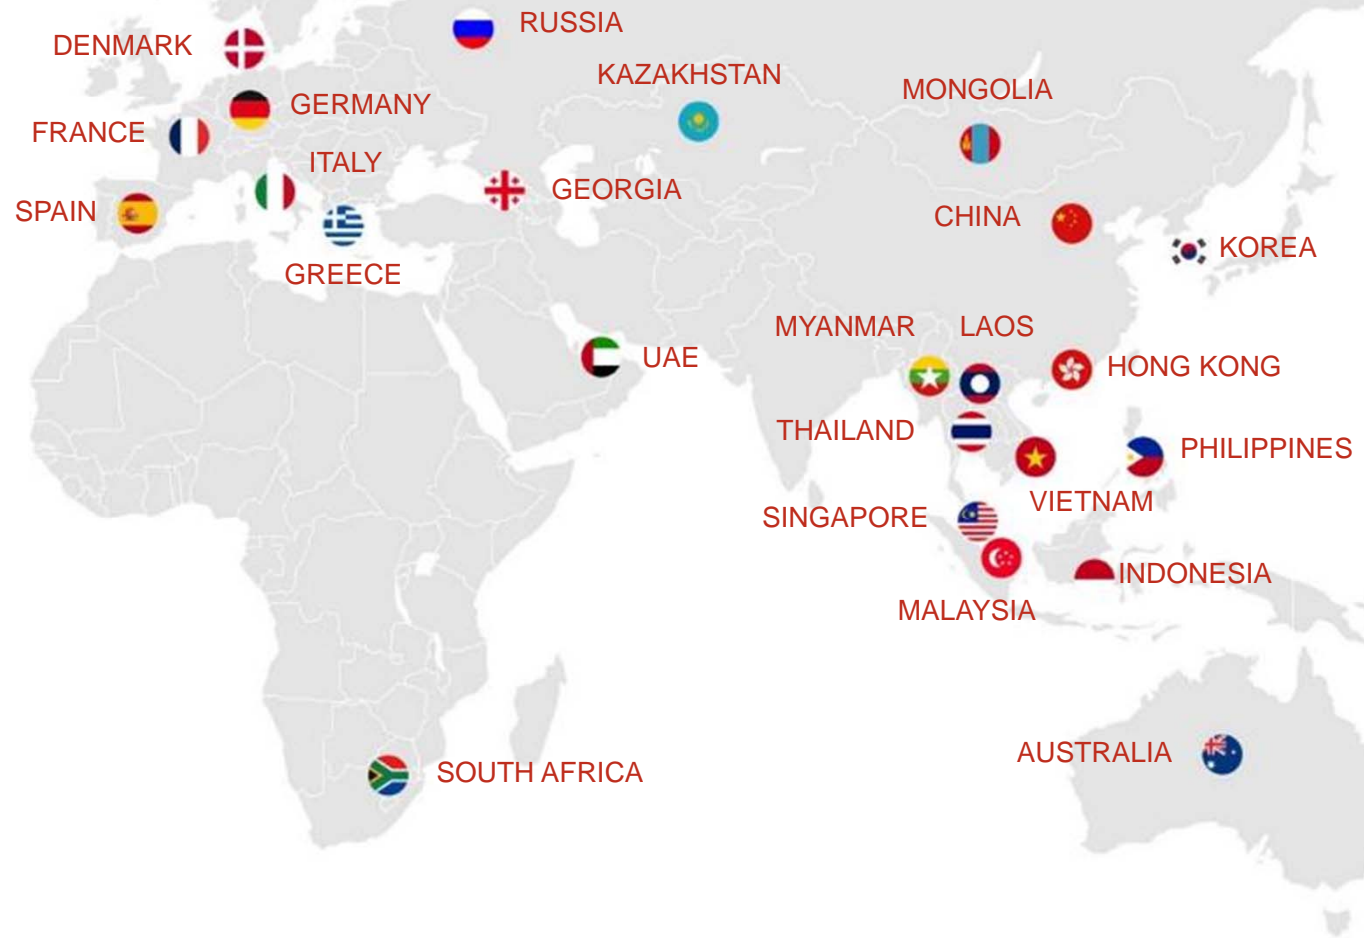 RUSSIA
DENMARK
KAZAKHSTAN
MONGOLIA
GERMANY
FRANCE
ITALY
GEORGIA
SPAIN
CHINA
KOREA
GREECE
MYANMAR
LAOS
UAE
HONG KONG
THAILAND
PHILIPPINES
VIETNAM
SINGAPORE
INDONESIA
MALAYSIA
AUSTRALIA
SOUTH AFRICA